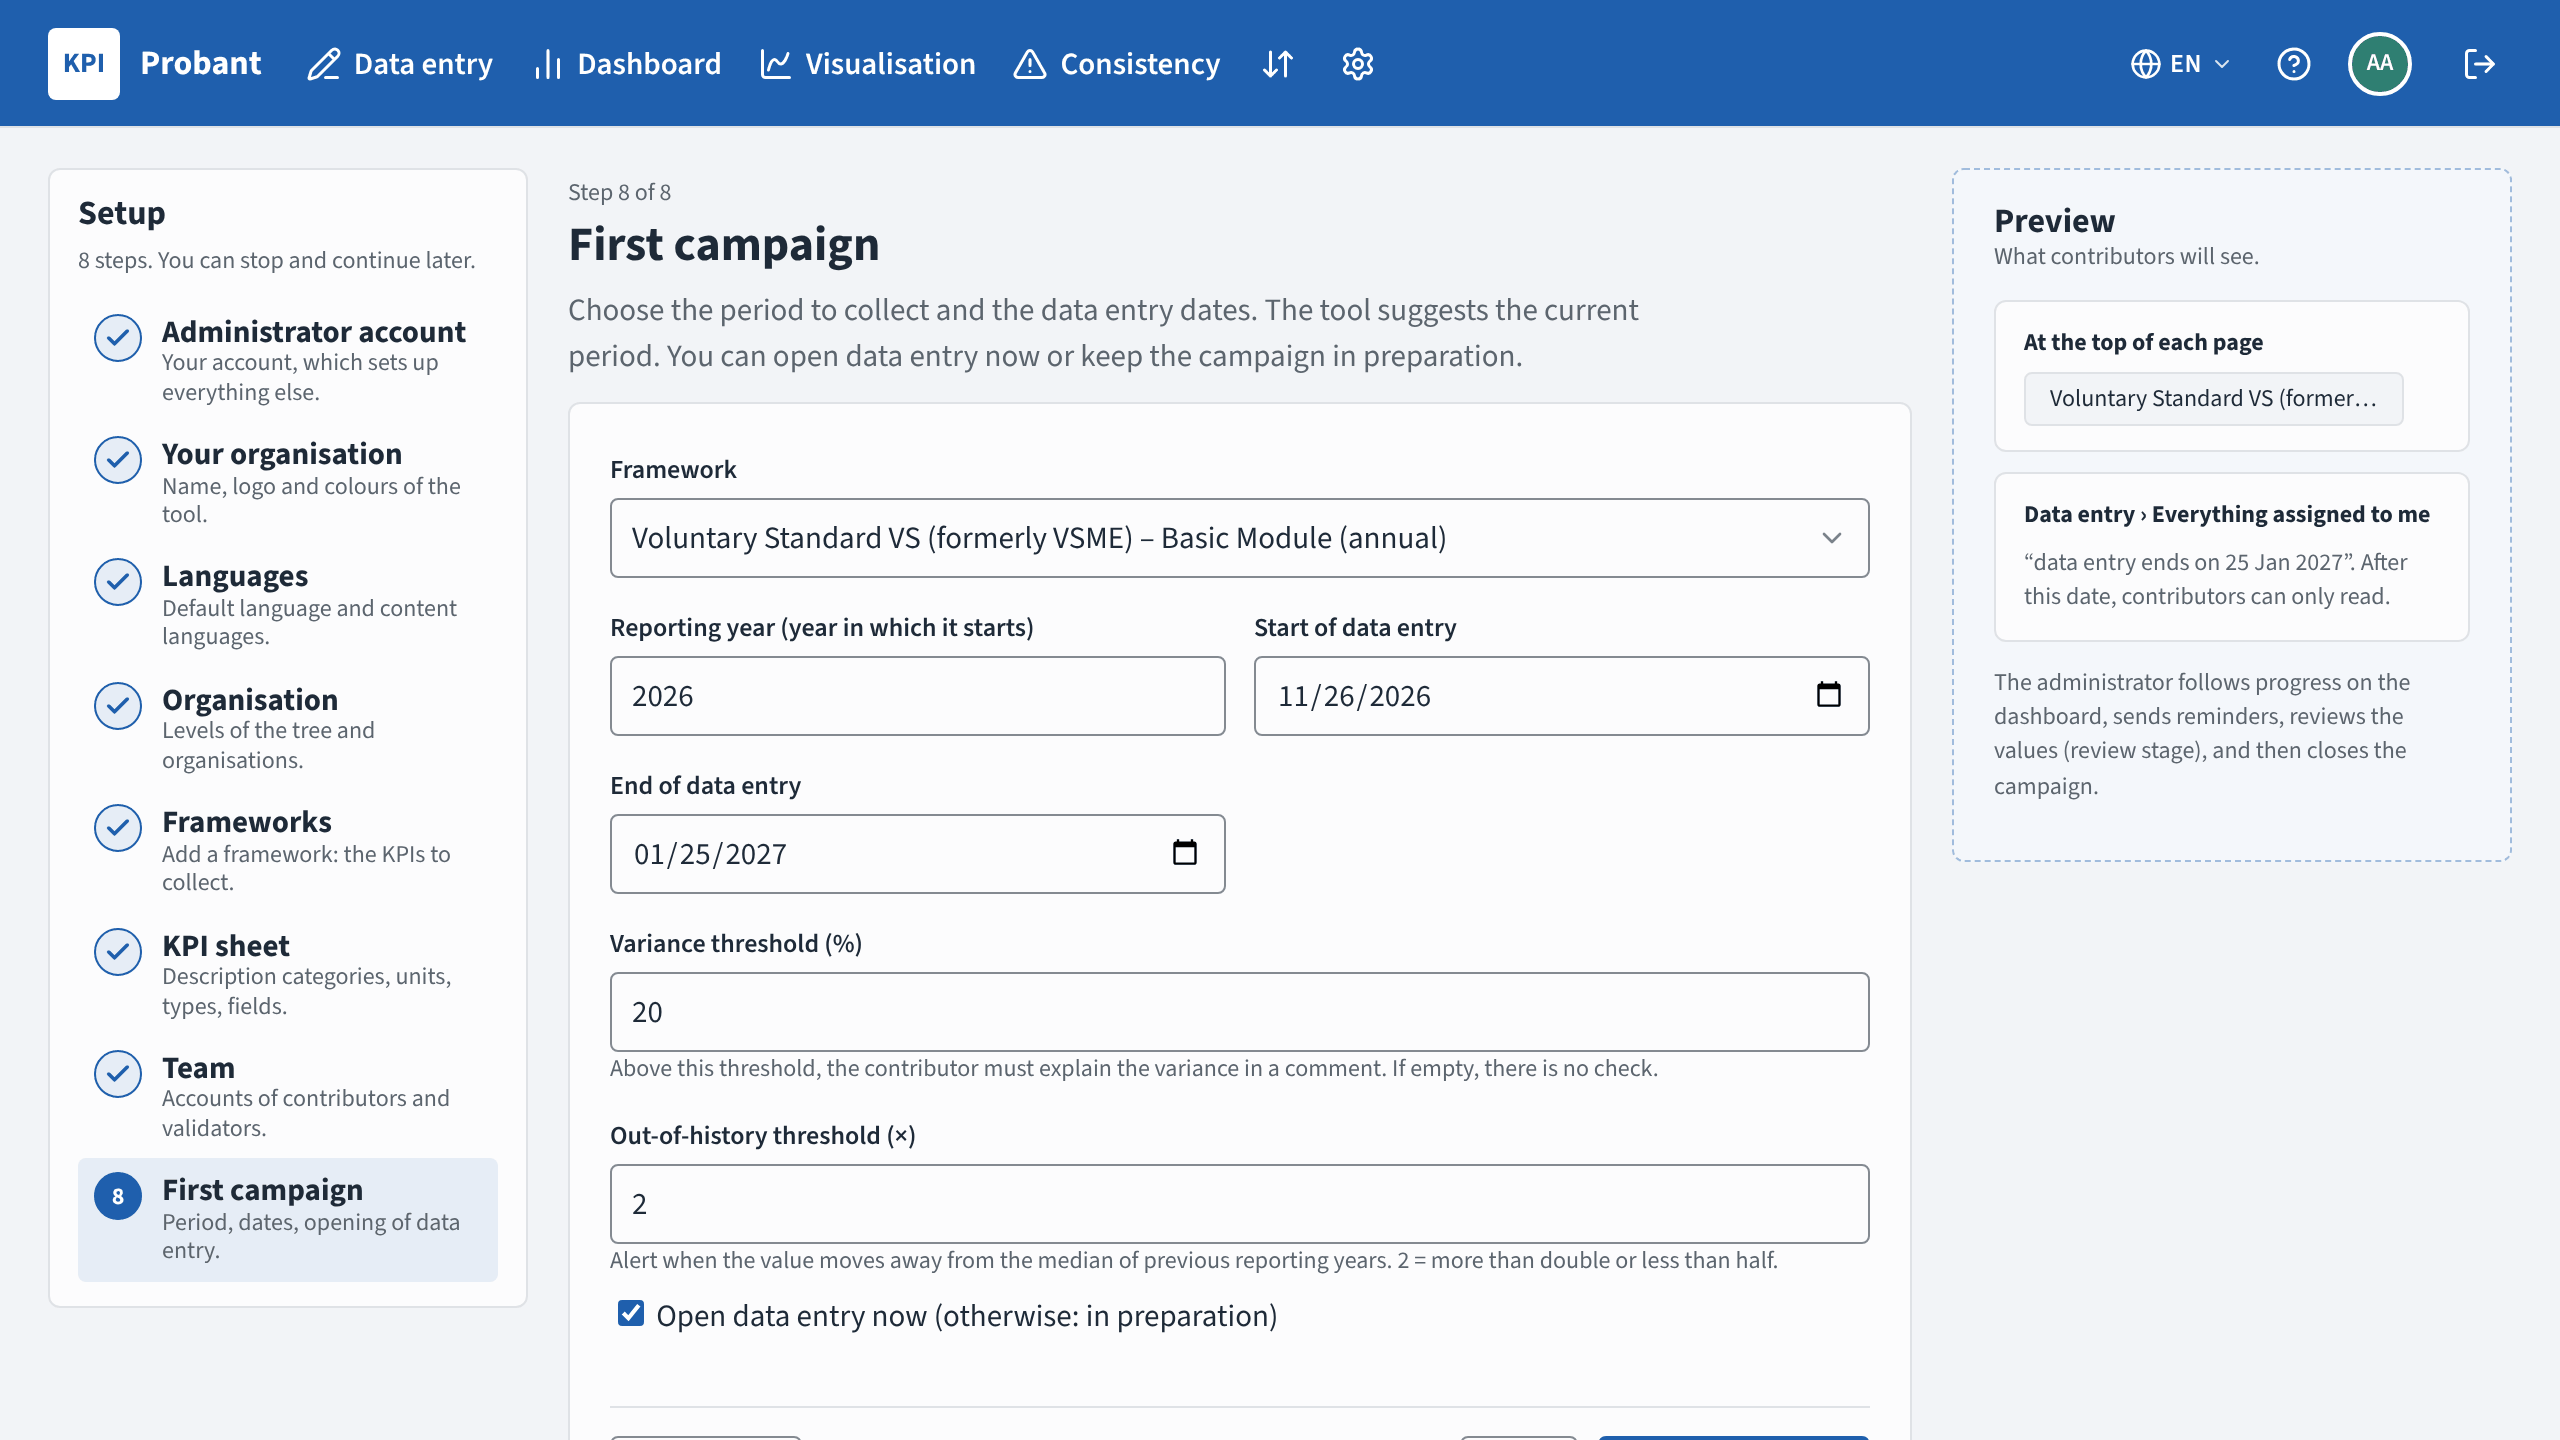 KPI Probant Data entry Dashboard Visualisation Consistency EN AA
Setup
8 steps. You can stop and continue later.
Administrator account
Your account, which sets up
everything else.
Your organisation
Name, logo and colours of the
tool.
Languages
Default language and content
languages.
Organisation
Levels of the tree and
organisations.
Frameworks
Add a framework: the KPIs to
collect.
KPI sheet
Description categories, units,
types, fields.
Team
Accounts of contributors and
validators.
8 First campaign
Period, dates, opening of data
entry.
Step 8 of 8
First campaign
Choose the period to collect and the data entry dates. The tool suggests the current
period. You can open data entry now or keep the campaign in preparation.
Framework
Voluntary Standard VS (formerly VSME) – Basic Module (annual)
Reporting year (year in which it starts) Start of data entry
2026 11/26/2026
End of data entry
01/25/2027
Variance threshold (%)
20
Above this threshold, the contributor must explain the variance in a comment. If empty, there is no check.
Out-of-history threshold (×)
2
Alert when the value moves away from the median of previous reporting years. 2 = more than double or less than half.
Open data entry now (otherwise: in preparation)
Preview
What contributors will see.
At the top of each page
Voluntary Standard VS (former…
Data entry › Everything assigned to me
“data entry ends on 25 Jan 2027”. After
this date, contributors can only read.
The administrator follows progress on the
dashboard, sends reminders, reviews the
values (review stage), and then closes the
campaign.